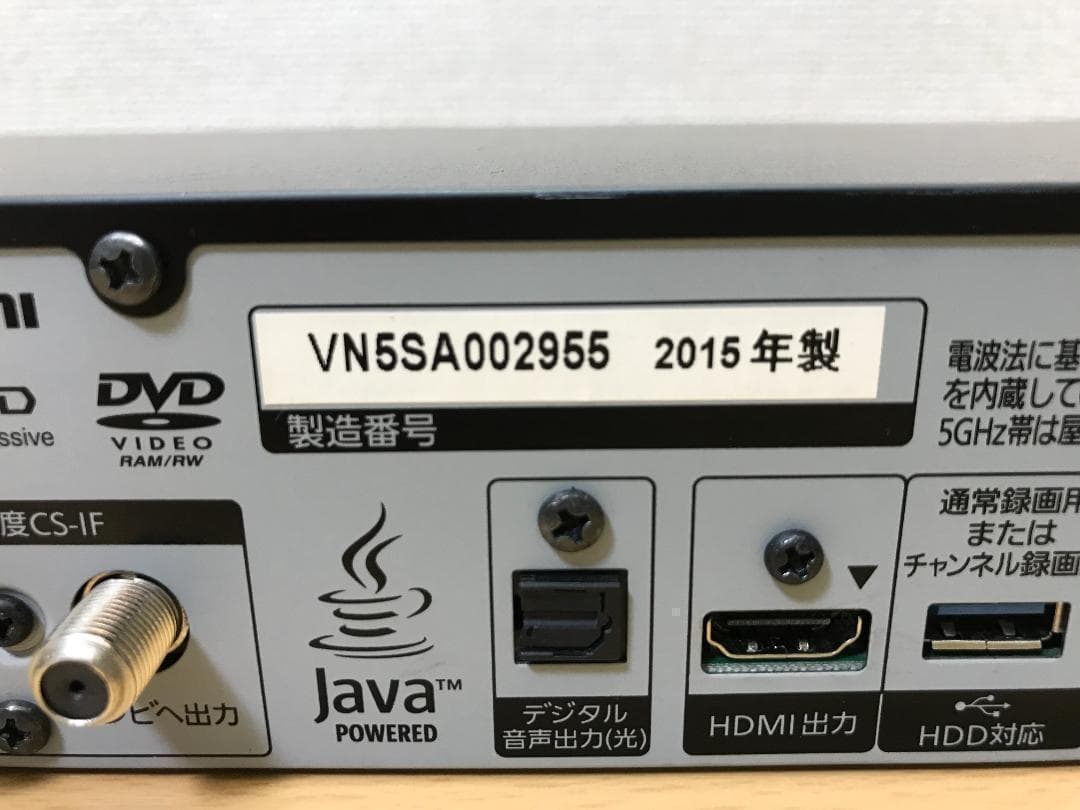 VN5SA002955 2015年製
製造番号
DVD
VIDEO
RAM/RW
電波法に基
を内蔵して
5GHz帯は屋
度CS-IF
ビへ出力
Java™
POWERED
デジタル
音声出力(光)
HDMI出力
通常録画用
または
チャンネル録画
HDD対応